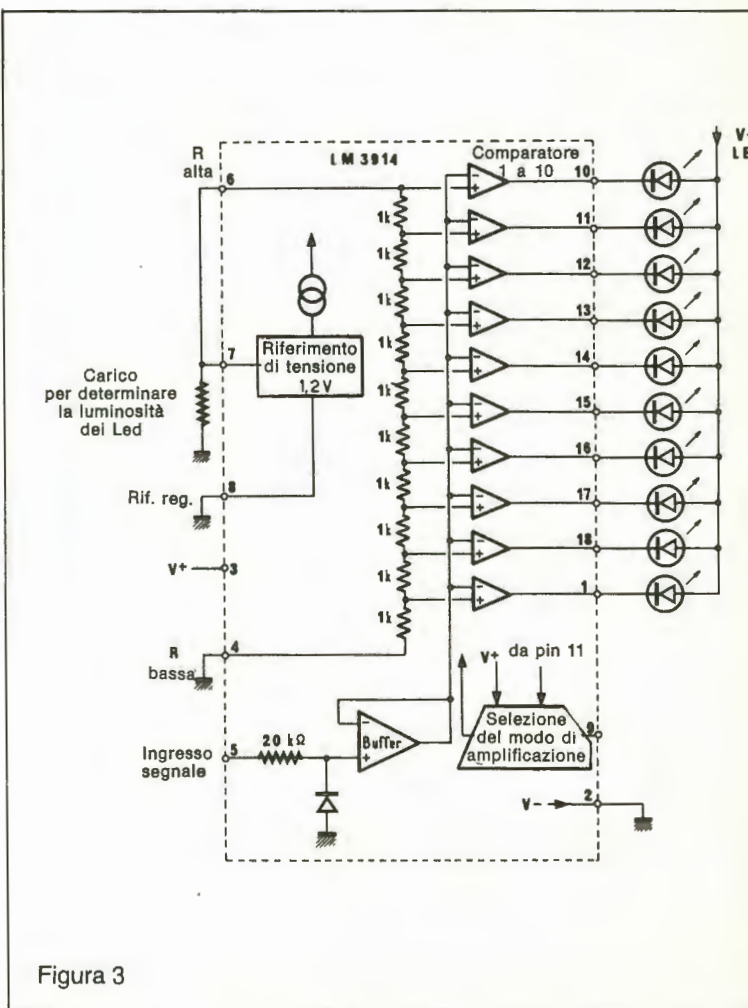 R
alta
6
LM 3914
Comparatore
1 a 10
10
V+
LE
1k
11
1k
12
1k
13
1k
14
1k
15
1k
16
1k
17
1k
18
1k
1
1k
7
Riferimento
di tensione
1,2 V
Carico
per determinare
la luminosità
dei Led
Rif. reg.
8
V+
3
R
bassa
4
V+
da pin 11
Selezione
del modo di
amplificazione
9
Ingresso
segnale
5
20 kΩ
Buffer
V-
2
Figura 3